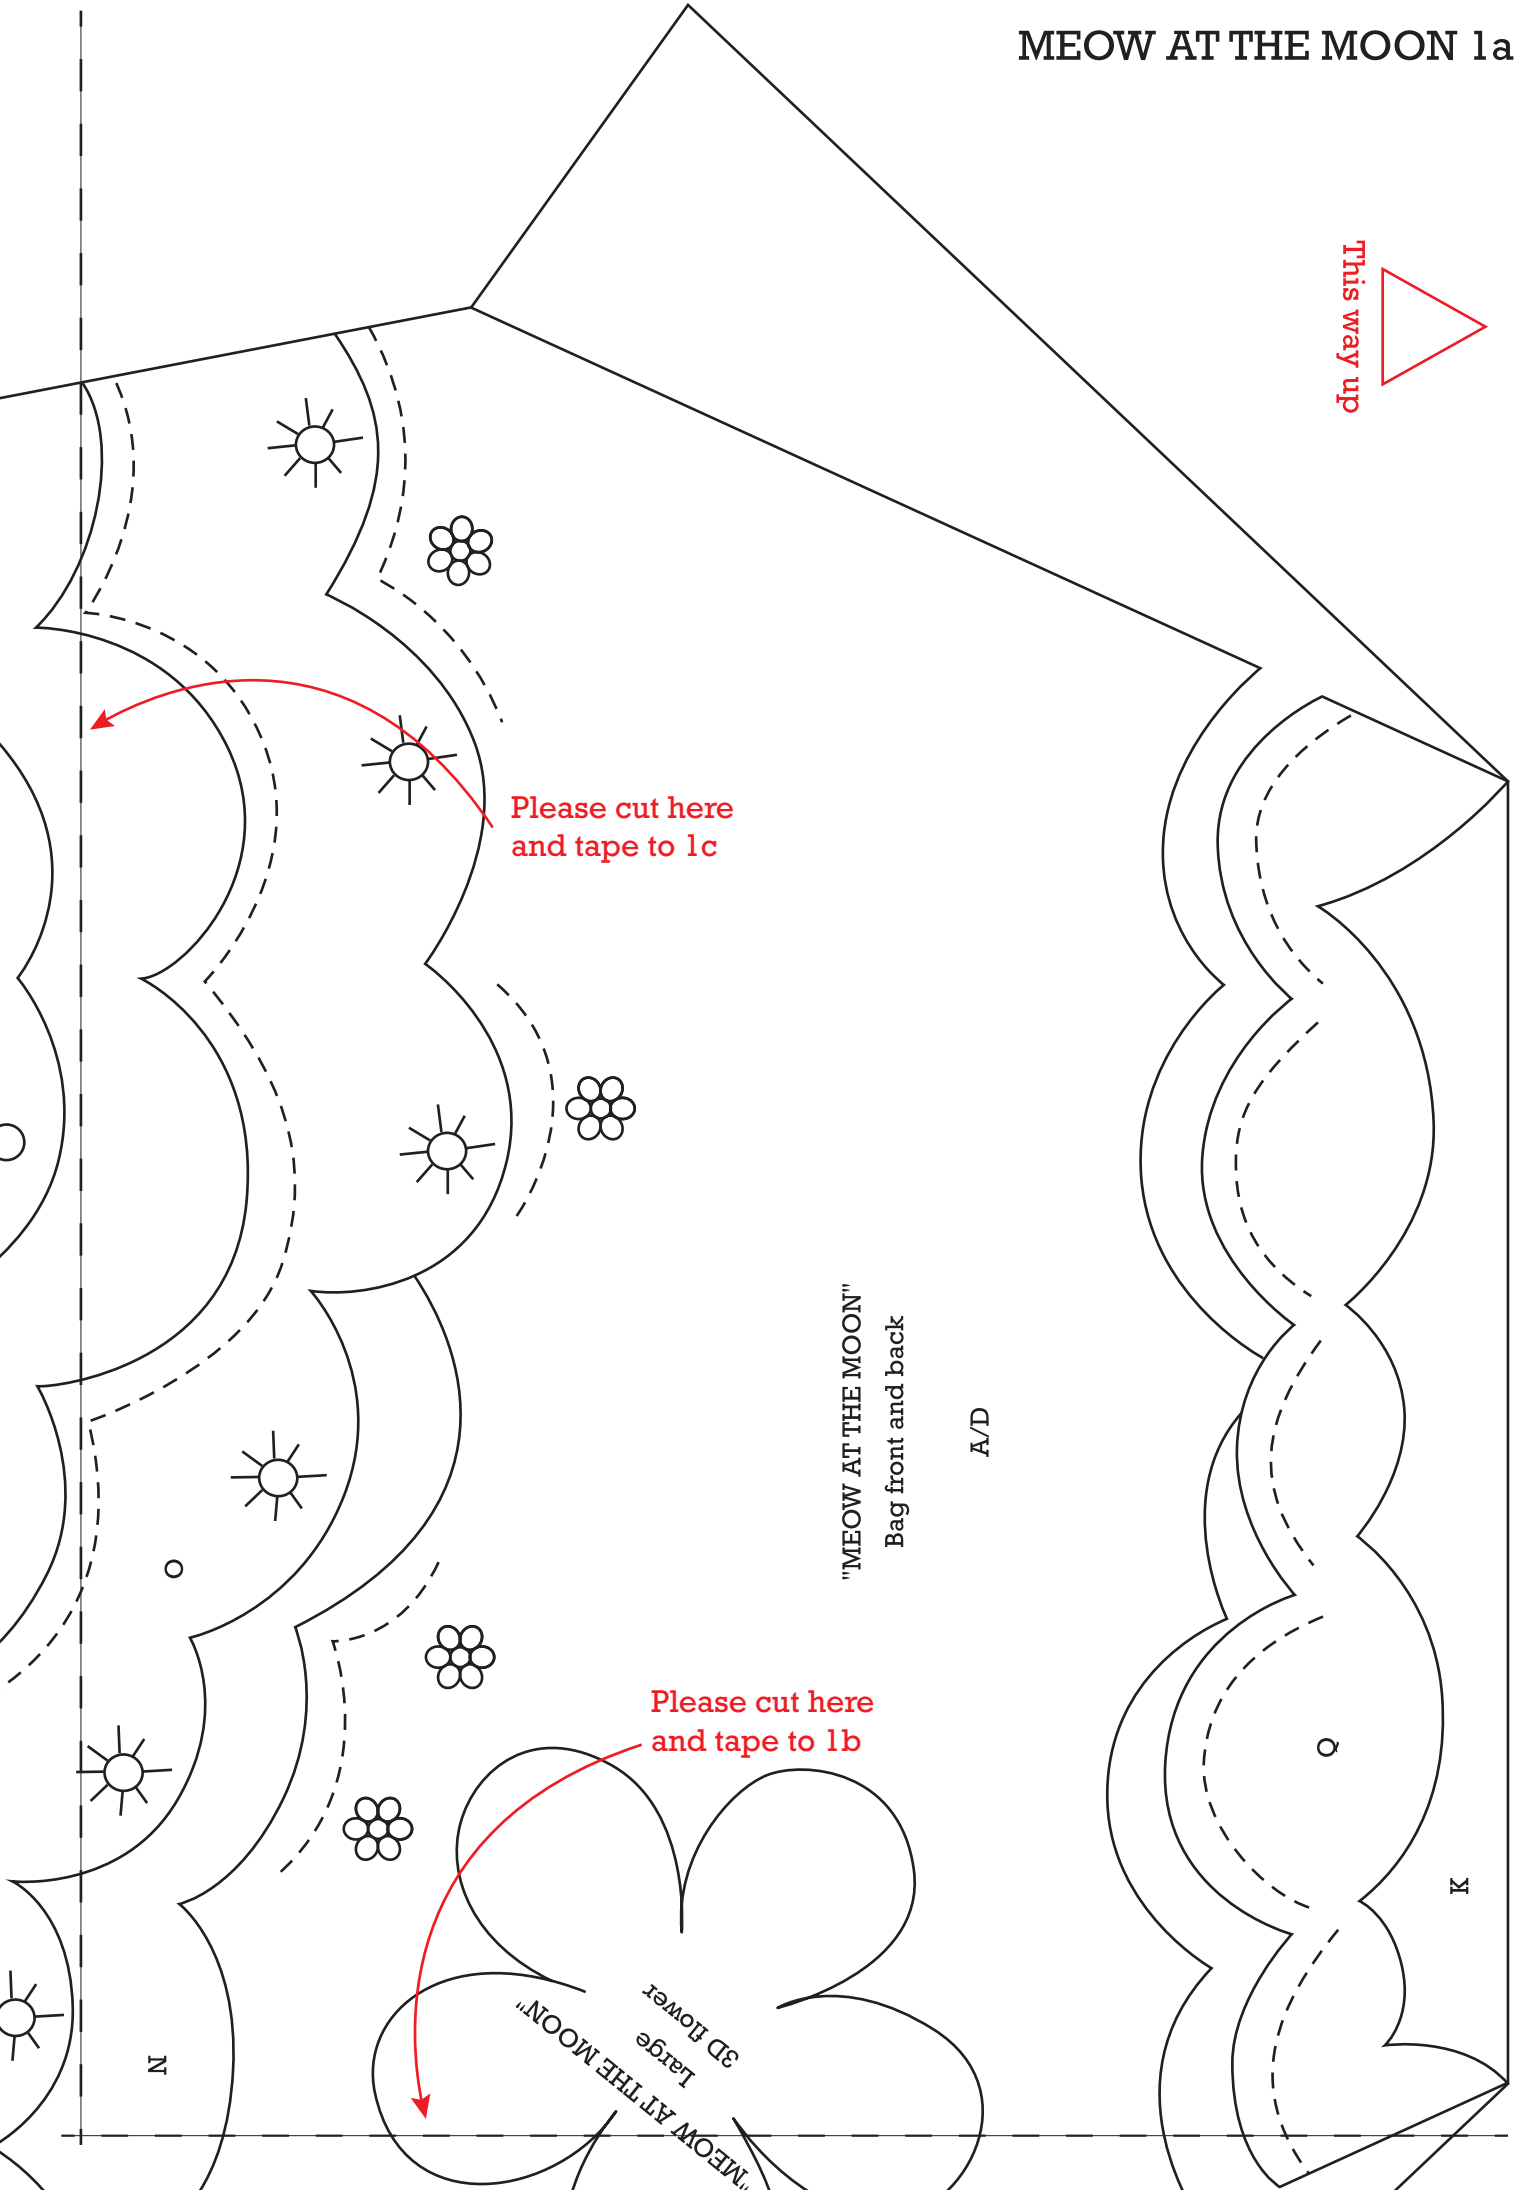 MEOW AT THE MOON 1a
This way up
Please cut here
and tape to 1c
"MEOW AT THE MOON"
Bag front and back
A/D
O
Please cut here
and tape to 1b
Q
K
N
"MEOW AT THE MOON"
Large
3D flower